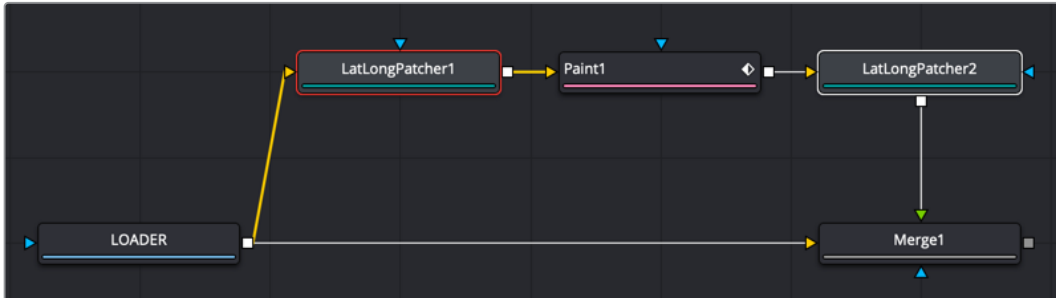 LatLongPatcher1
Paint1
LatLongPatcher2
LOADER
Merge1